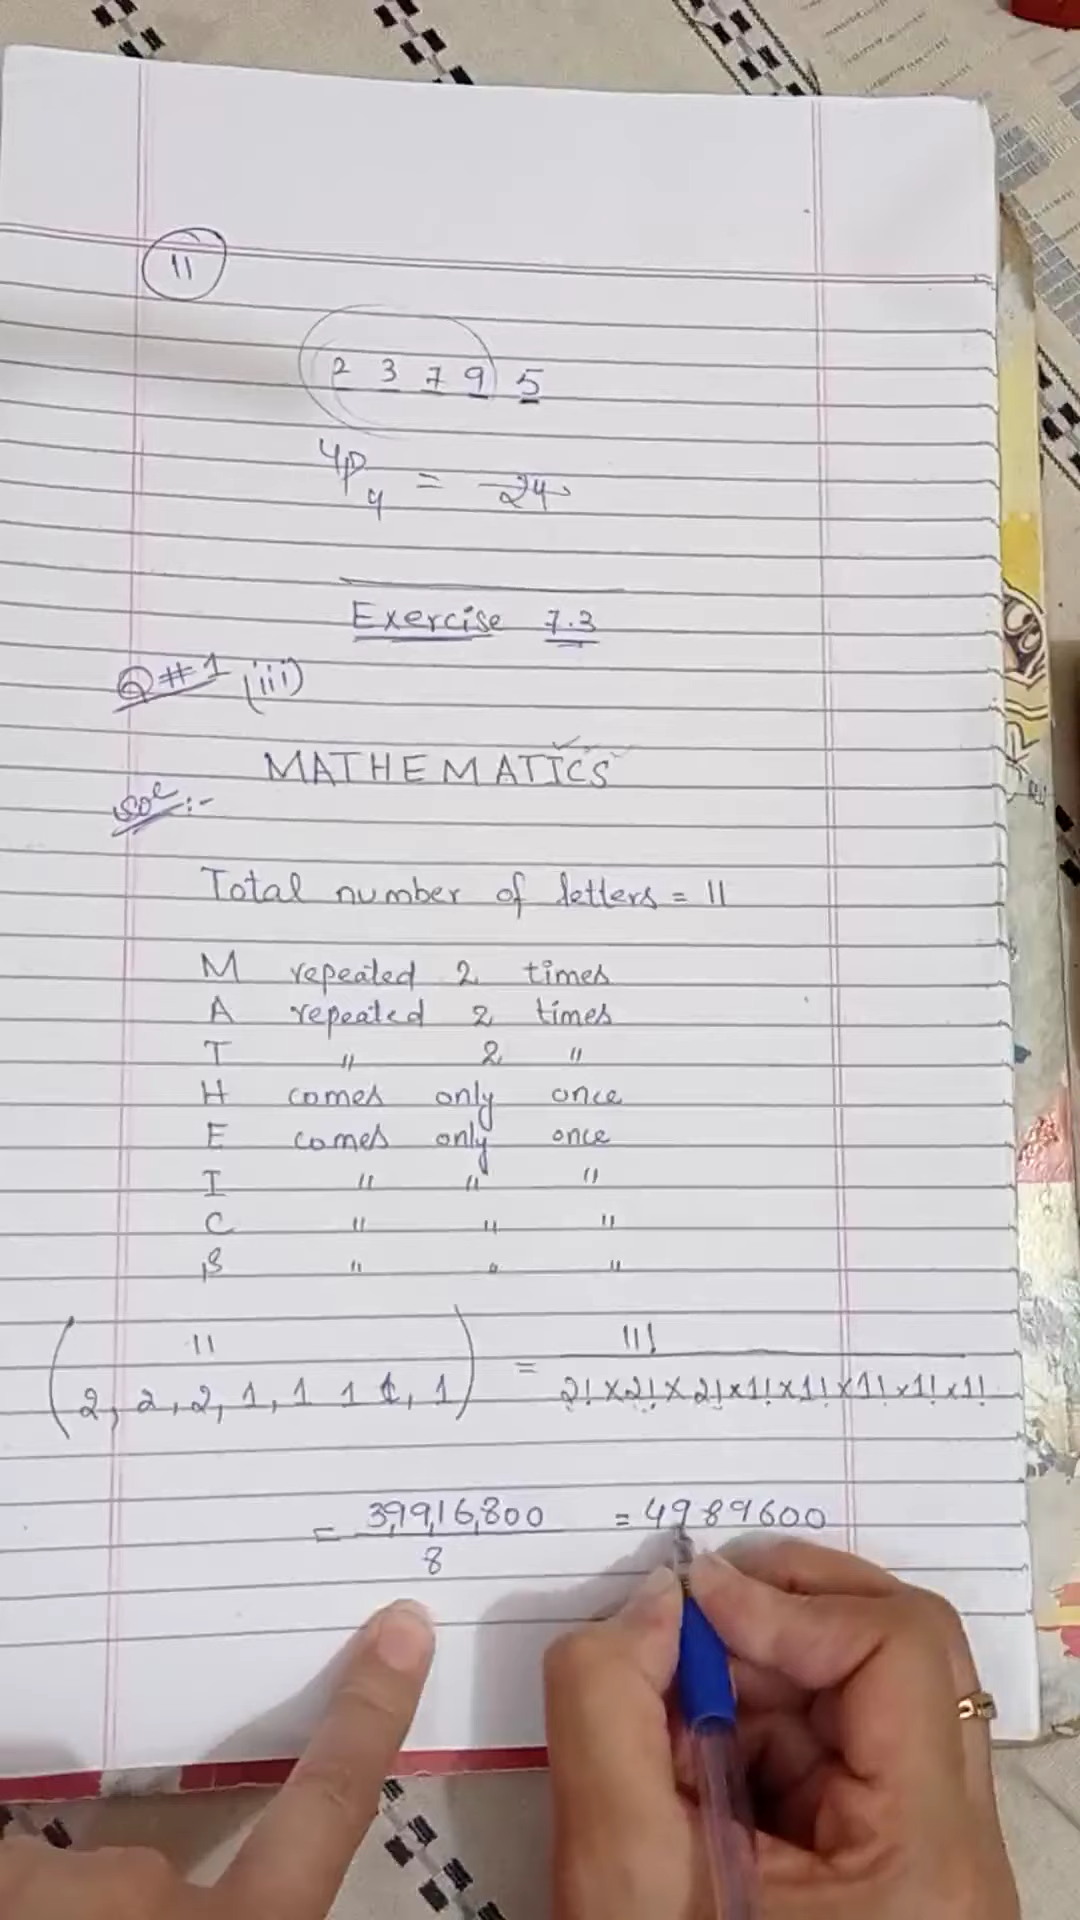 11
2 3 7 9 5
4P4 = 24
Exercise 7.3
Q#1 (iii)
MATHEMATICS
Sol:-
Total number of letters = 11
M repeated 2 times
A repeated 2 times
T " 2 "
H comes only once
E comes only once
I " " "
C " " "
S " " "
( 11
2, 2, 2, 1, 1 1 1, 1 ) = 11!
2! x 2! x 2! x 1! x 1! x 1! x 1! x 1!
= 39,916,800 = 4989600
8